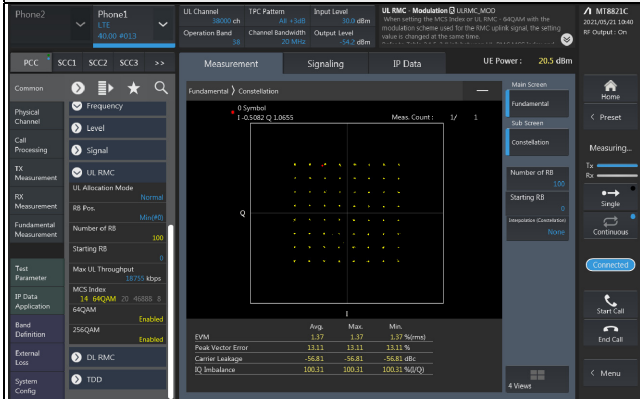 Phone2
Phone1
LTE
40.00 #013
UL Channel
38000 ch
TPC Pattern
Alt +3dB
Input Level
30.0 dBm
Operation Band
38
Channel Bandwidth
20 MHz
Output Level
-54.2 dBm
UL RMC - Modulation ULRMC_MOD
When setting the MCS Index or UL RMC - 64QAM with the
modulation scheme used for the RMC uplink signal, the setting
value is changed at the same time.
MT8821C
2021/05/21 10:40
RF Output : On
PCC
SCC1
SCC2
SCC3
>>
Measurement
Signaling
IP Data
UE Power : 20.5 dBm
Common
Physical
Channel
Call
Processing
TX
Measurement
RX
Measurement
Fundamental
Measurement
Test
Parameter
IP Data
Application
Band
Definition
External
Loss
System
Config
Frequency
Level
Signal
UL RMC
UL Allocation Mode
Normal
RB Pos.
Min(#0)
Number of RB
100
Starting RB
0
Max UL Throughput
18755 kbps
MCS Index
14 64QAM 20 46888 8
64QAM
Enabled
256QAM
Enabled
DL RMC
TDD
Fundamental 〉 Constellation
0 Symbol
I -0.5082 Q 1.0655
Meas. Count : 1/ 1
Q
I
Avg. Max. Min.
EVM 1.37 1.37 1.37 %(rms)
Peak Vector Error 13.11 13.11 13.11 %
Carrier Leakage -56.81 -56.81 -56.81 dBc
IQ Imbalance 100.31 100.31 100.31 %(I/Q)
Main Screen
Fundamental
Sub Screen
Constellation
Number of RB
100
Starting RB
0
Interpolation (Constellation)
None
4 Views
Home
< Preset
Measuring...
Tx
Rx
Single
Continuous
Connected
Start Call
End Call
< Menu